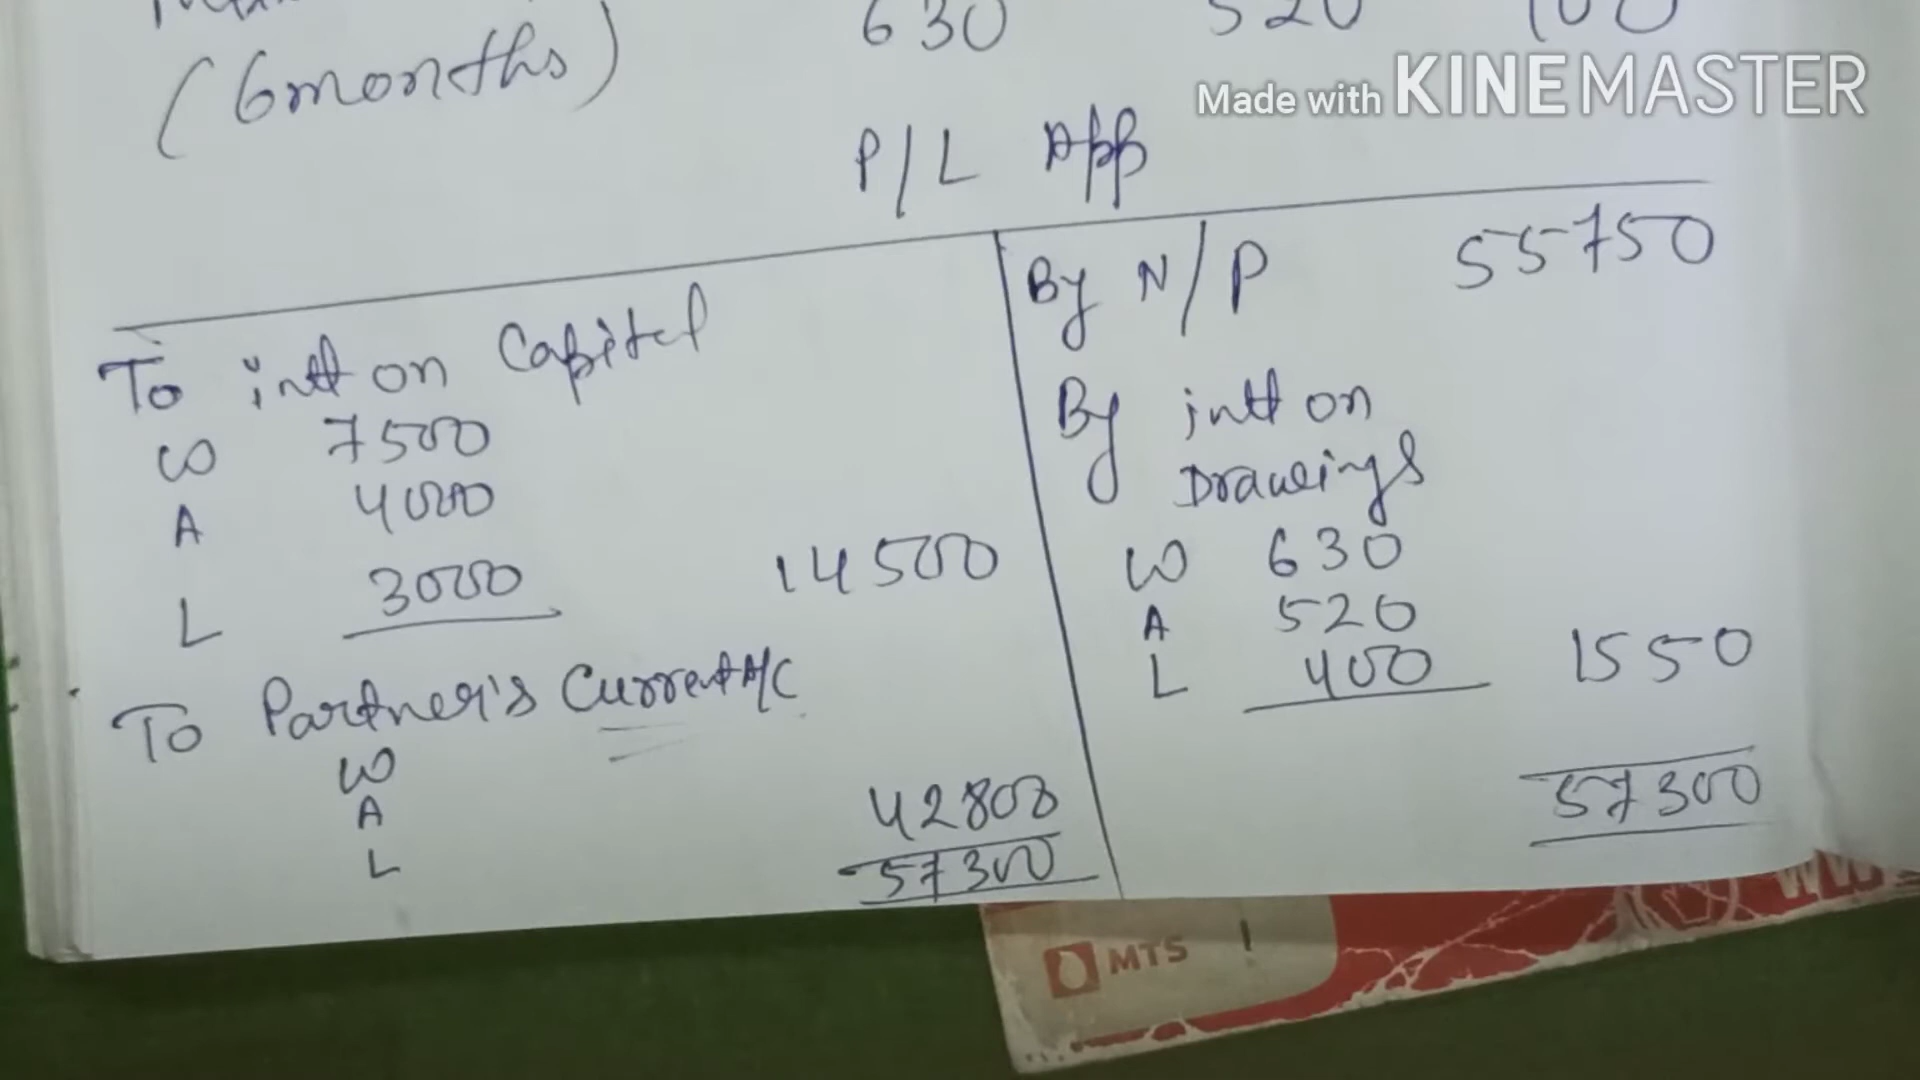 (6months) 630 520 400
Made with KINEMASTER
P/L App
To intt on Capital
W 7500
A 4000
L 3000 14500
To Partner's Current A/C
W
A
L 42800
57300
By N/P 55750
By intt on
Drawings
W 630
A 520
L 400 1550
57300
MTS